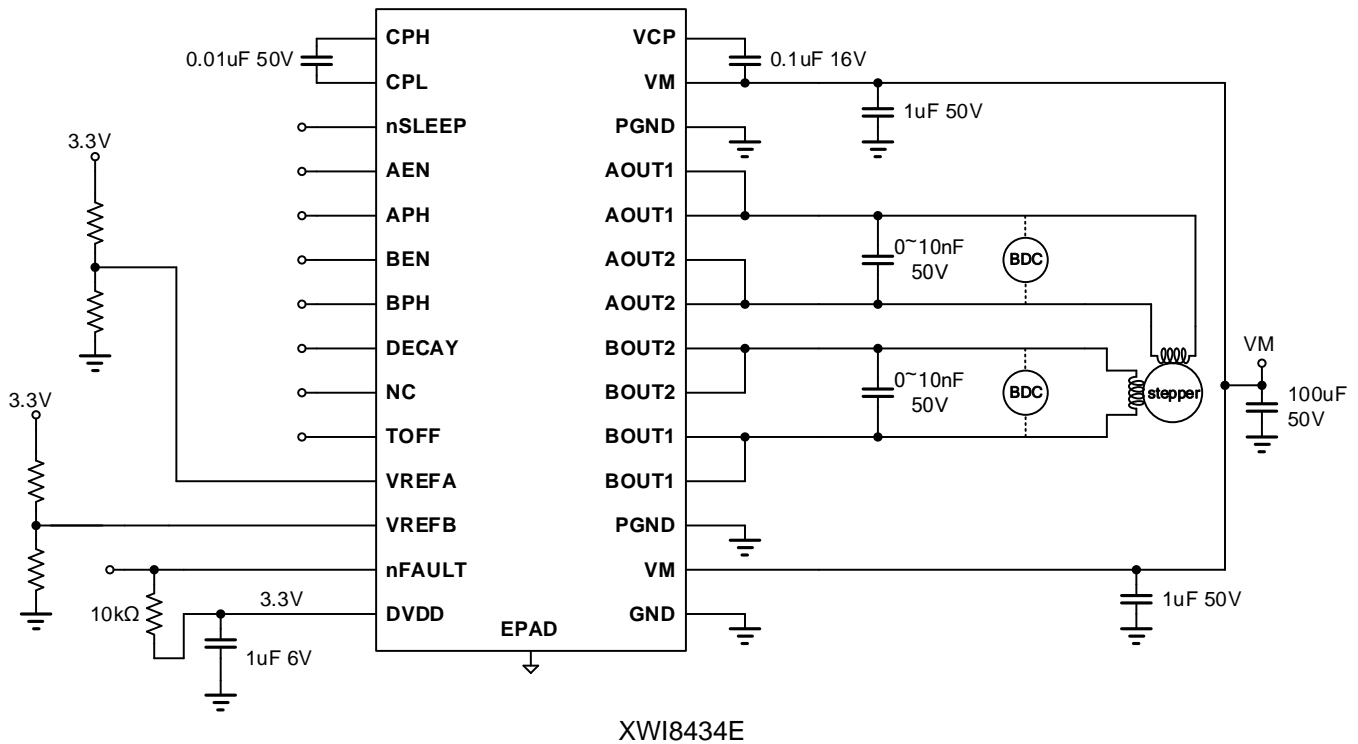 CPH
CPL
nSLEEP
AEN
APH
BEN
BPH
DECAY
NC
TOFF
VREFA
VREFB
nFAULT
DVDD
EPAD
VCP
VM
PGND
AOUT1
AOUT1
AOUT2
AOUT2
BOUT2
BOUT2
BOUT1
BOUT1
PGND
VM
GND
0.01uF 50V
3.3V
3.3V
10kΩ
3.3V
1uF 6V
0.1uF 16V
1uF 50V
0~10nF
50V
BDC
0~10nF
50V
BDC
stepper
VM
100uF
50V
1uF 50V
XWI8434E